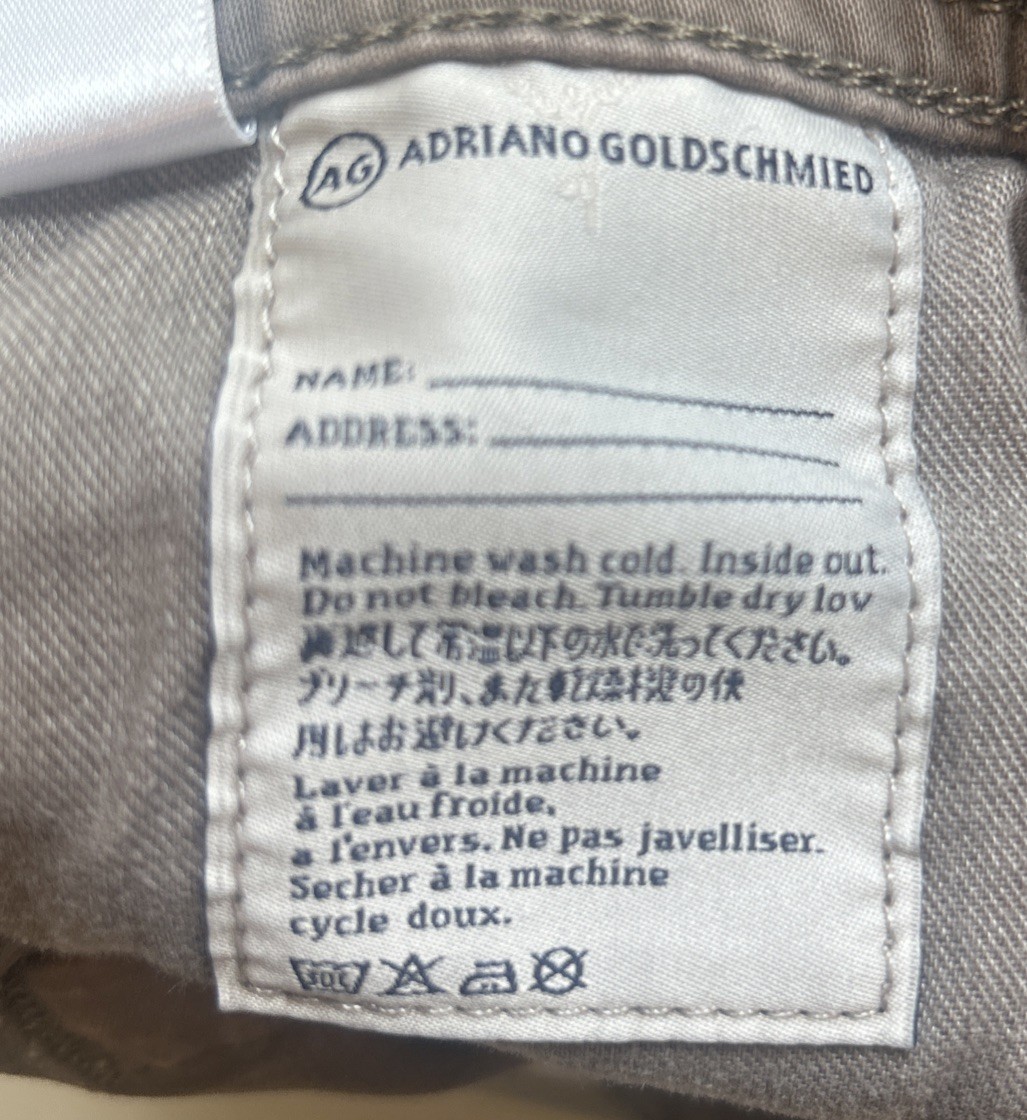 AG ADRIANO GOLDSCHMIED
NAME:
ADDRESS:
Machine wash cold. Inside out.
Do not bleach. Tumble dry low
して常温以下の水で洗ってください。
ブリーチ剤、また乾燥機の使
用はお避けください。
Laver à la machine
à l'eau froide,
a l'envers. Ne pas javelliser.
Secher à la machine
cycle doux.
30C